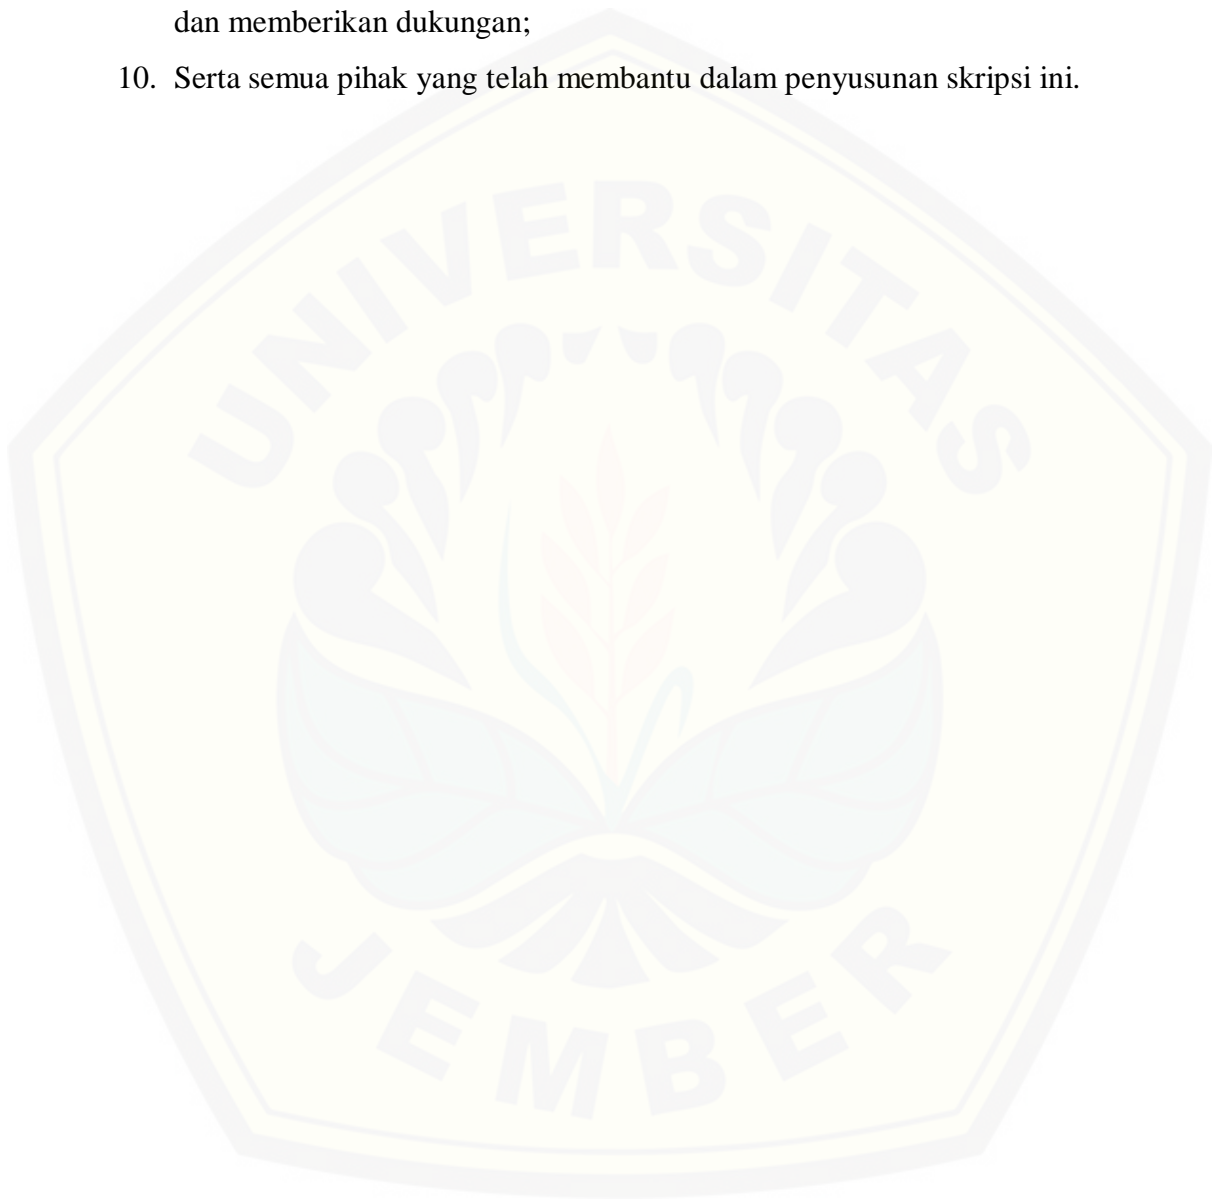 dan memberikan dukungan;
10. Serta semua pihak yang telah membantu dalam penyusunan skripsi ini.
UNIVERSITAS
JEMBER